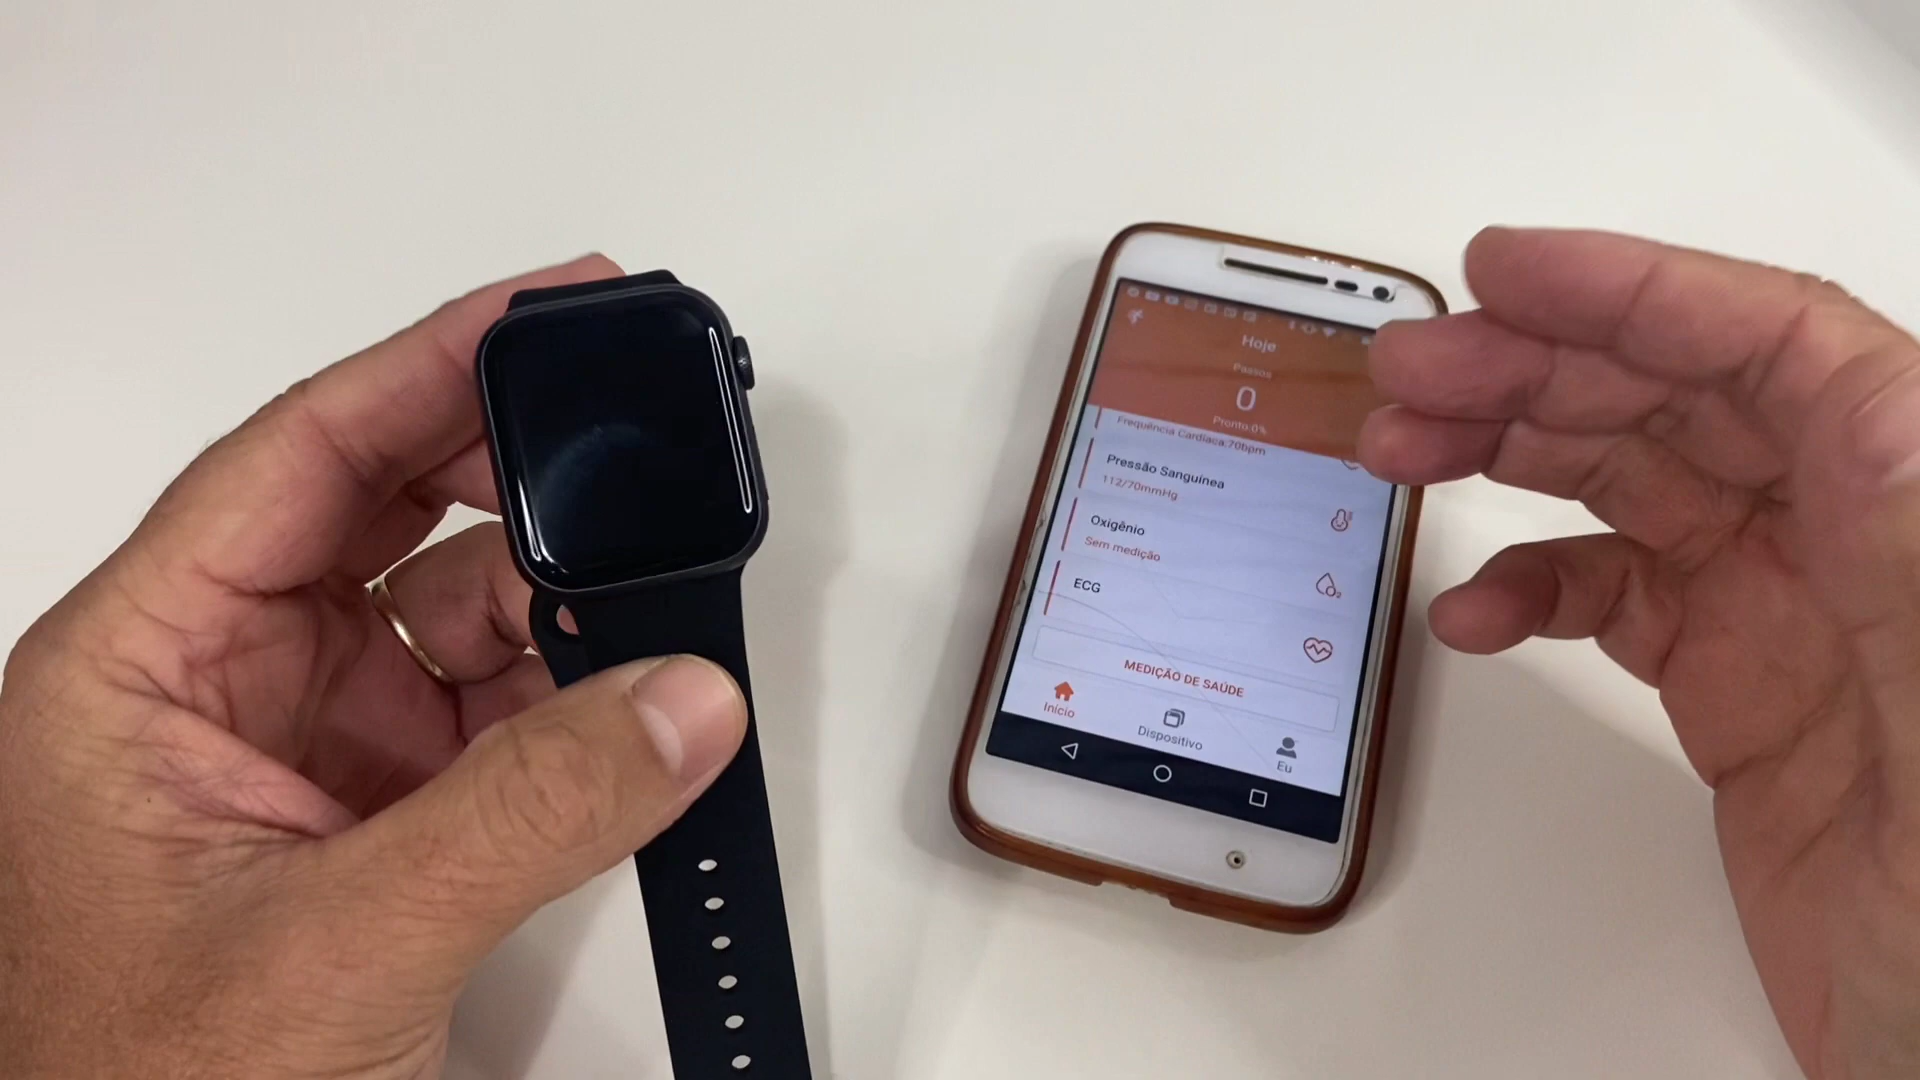 Hoje
Passos
0
Pronto:0%
Frequência Cardíaca:70bpm
Pressão Sanguínea
112/70mmHg
Oxigênio
Sem medição
ECG
MEDIÇÃO DE SAÚDE
Início
Dispositivo
Eu